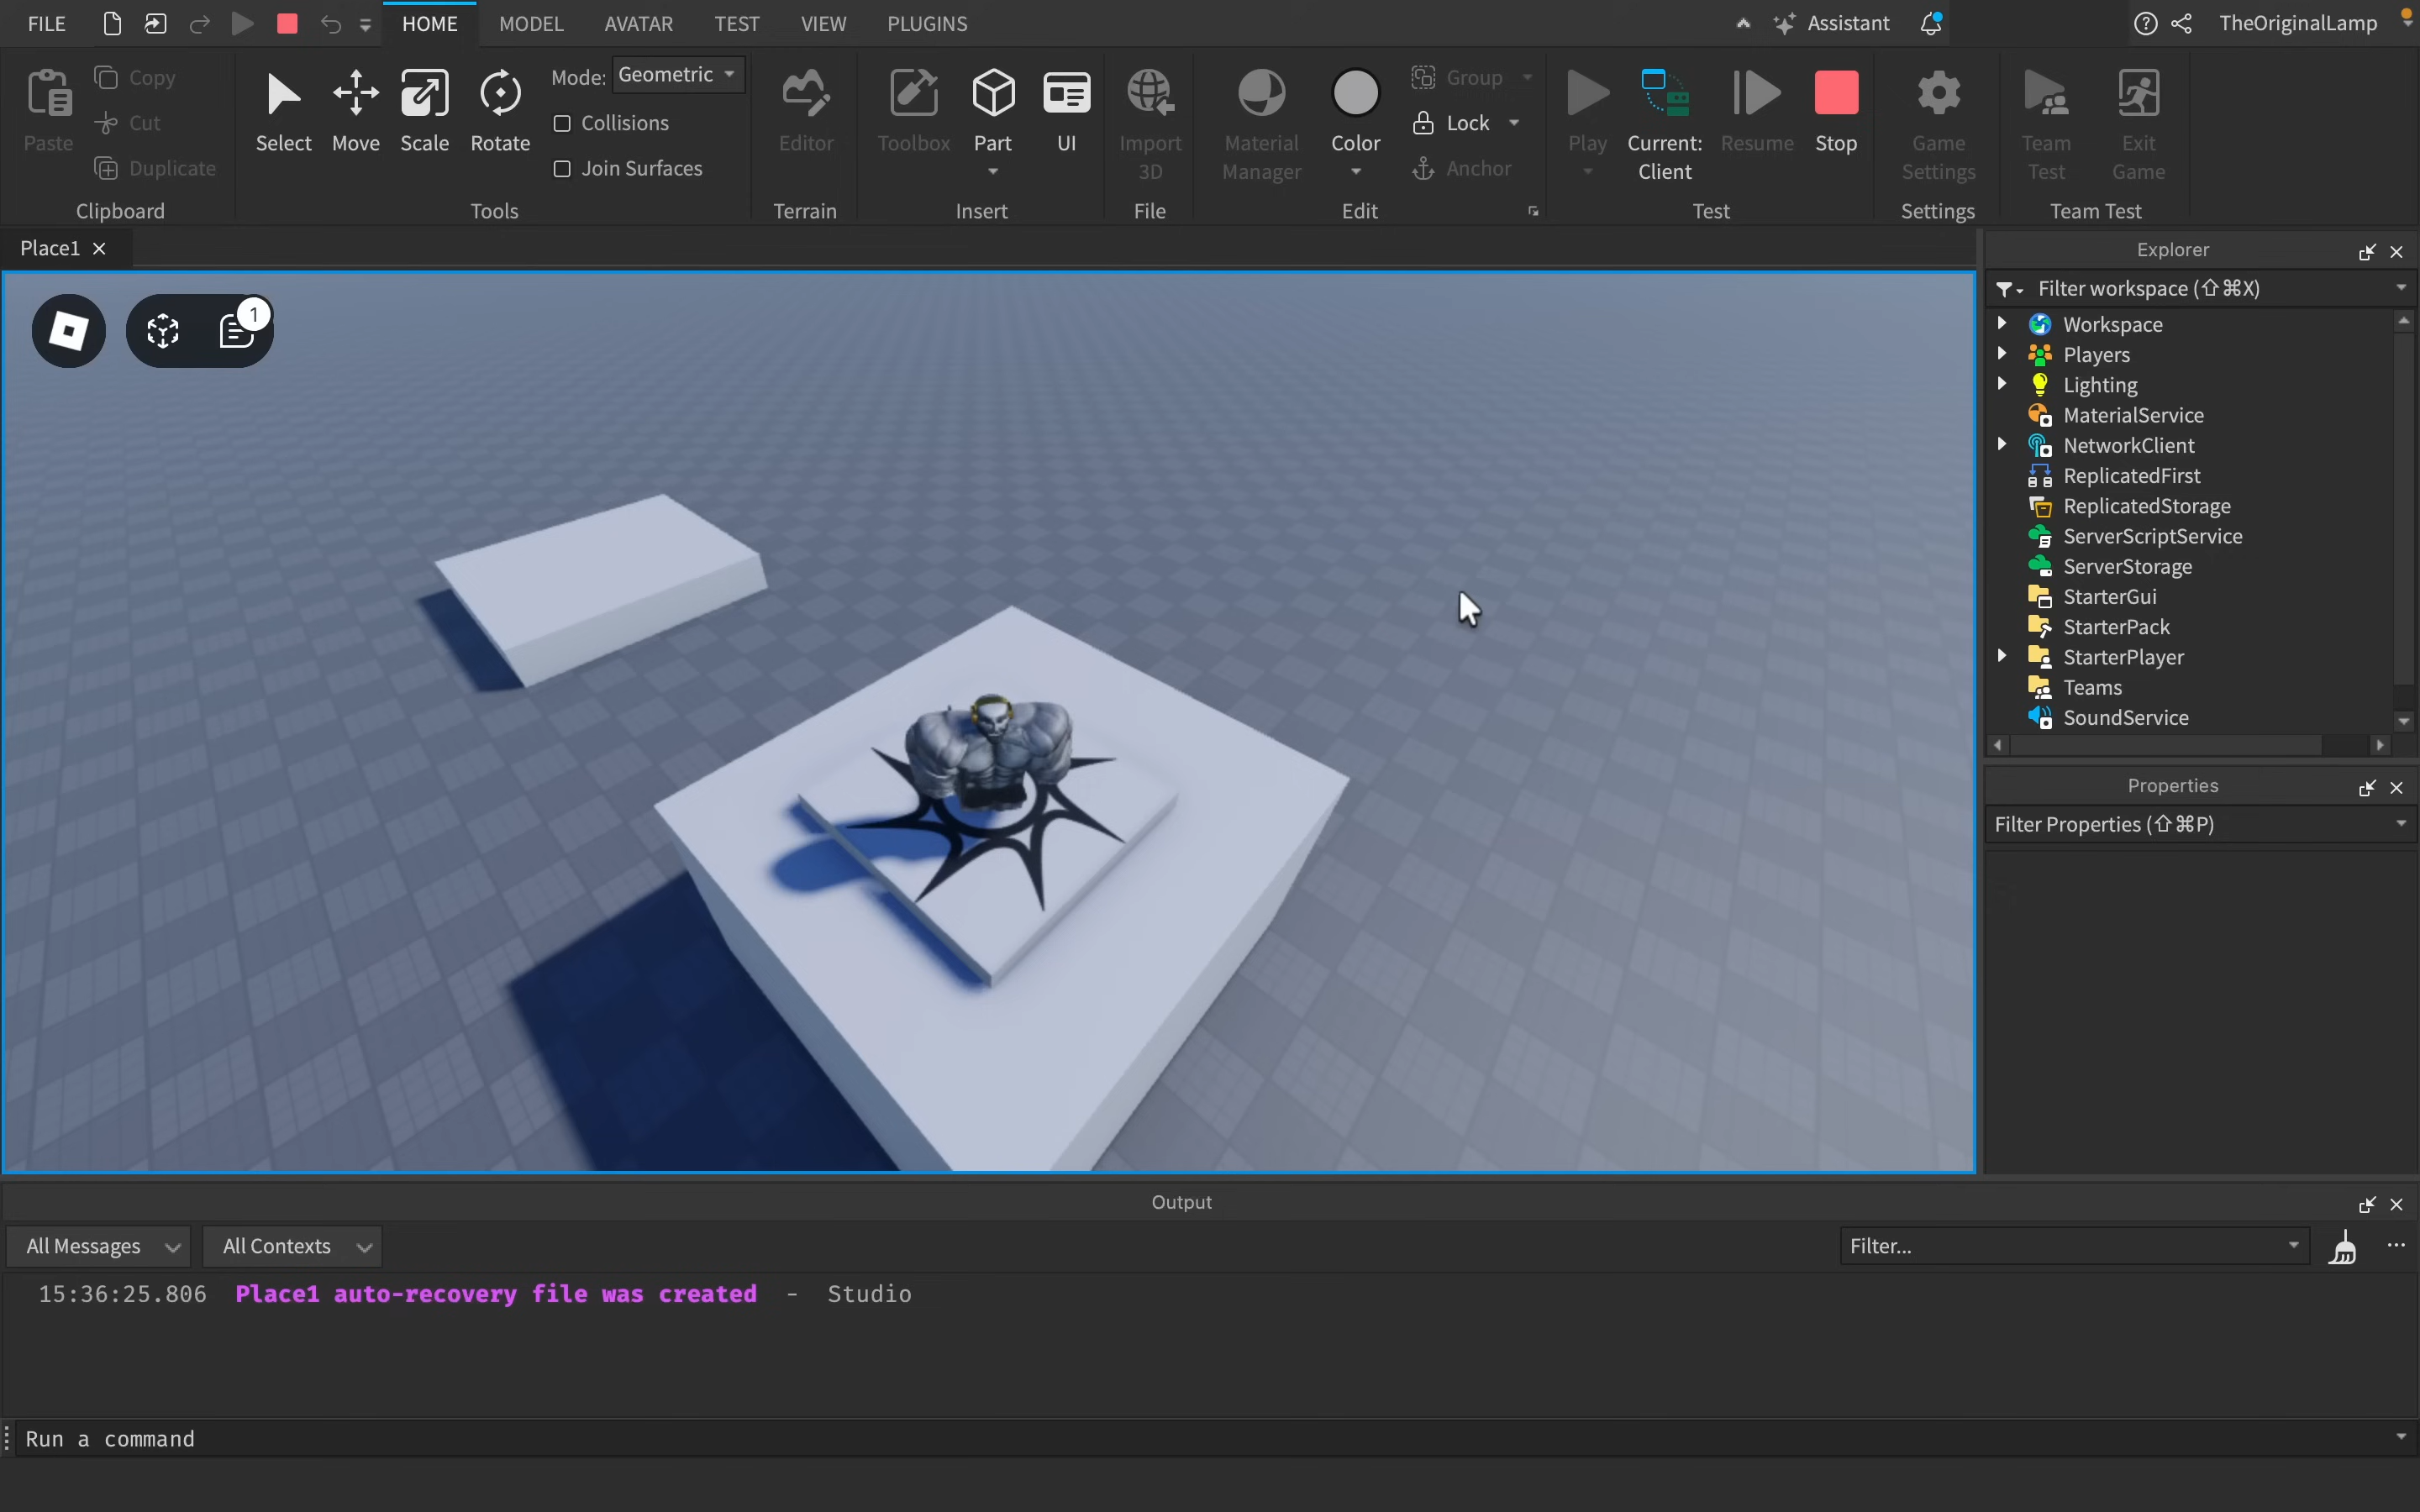 FILE HOME MODEL AVATAR TEST VIEW PLUGINS Assistant TheOriginalLamp
Paste
Copy
Cut
Duplicate
Clipboard
Select
Move
Scale
Rotate
Mode: Geometric
Collisions
Join Surfaces
Tools
Editor
Terrain
Toolbox
Part
UI
Insert
Import
3D
File
Material
Manager
Color
Group
Lock
Anchor
Edit
Play
Current:
Client
Resume
Stop
Test
Game
Settings
Settings
Team
Test
Exit
Game
Team Test
Place1
1
Explorer
Filter workspace (⇧⌘X)
Workspace
Players
Lighting
MaterialService
NetworkClient
ReplicatedFirst
ReplicatedStorage
ServerScriptService
ServerStorage
StarterGui
StarterPack
StarterPlayer
Teams
SoundService
Properties
Filter Properties (⇧⌘P)
Output
All Messages All Contexts Filter...
15:36:25.806 Place1 auto-recovery file was created - Studio
Run a command